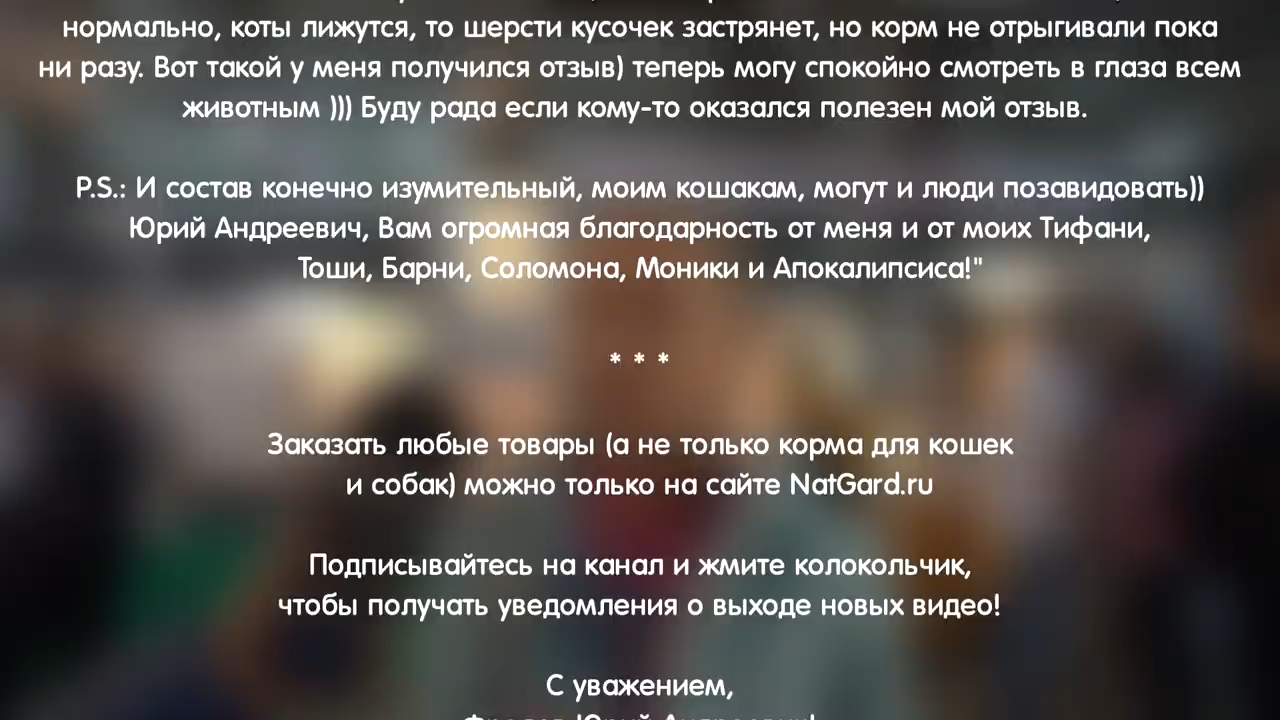 нормально, коты лижутся, то шерсти кусочек застрянет, но корм не отрыгивали пока
ни разу. Вот такой у меня получился отзыв) теперь могу спокойно смотреть в глаза всем
животным ))) Буду рада если кому-то оказался полезен мой отзыв.
P.S.: И состав конечно изумительный, моим кошакам, могут и люди позавидовать))
Юрий Андреевич, Вам огромная благодарность от меня и от моих Тифани,
Тоши, Барни, Соломона, Моники и Апокалипсиса!"
* * *
Заказать любые товары (а не только корма для кошек
и собак) можно только на сайте NatGard.ru
Подписывайтесь на канал и жмите колокольчик,
чтобы получать уведомления о выходе новых видео!
С уважением,
Юрий Андреевич!